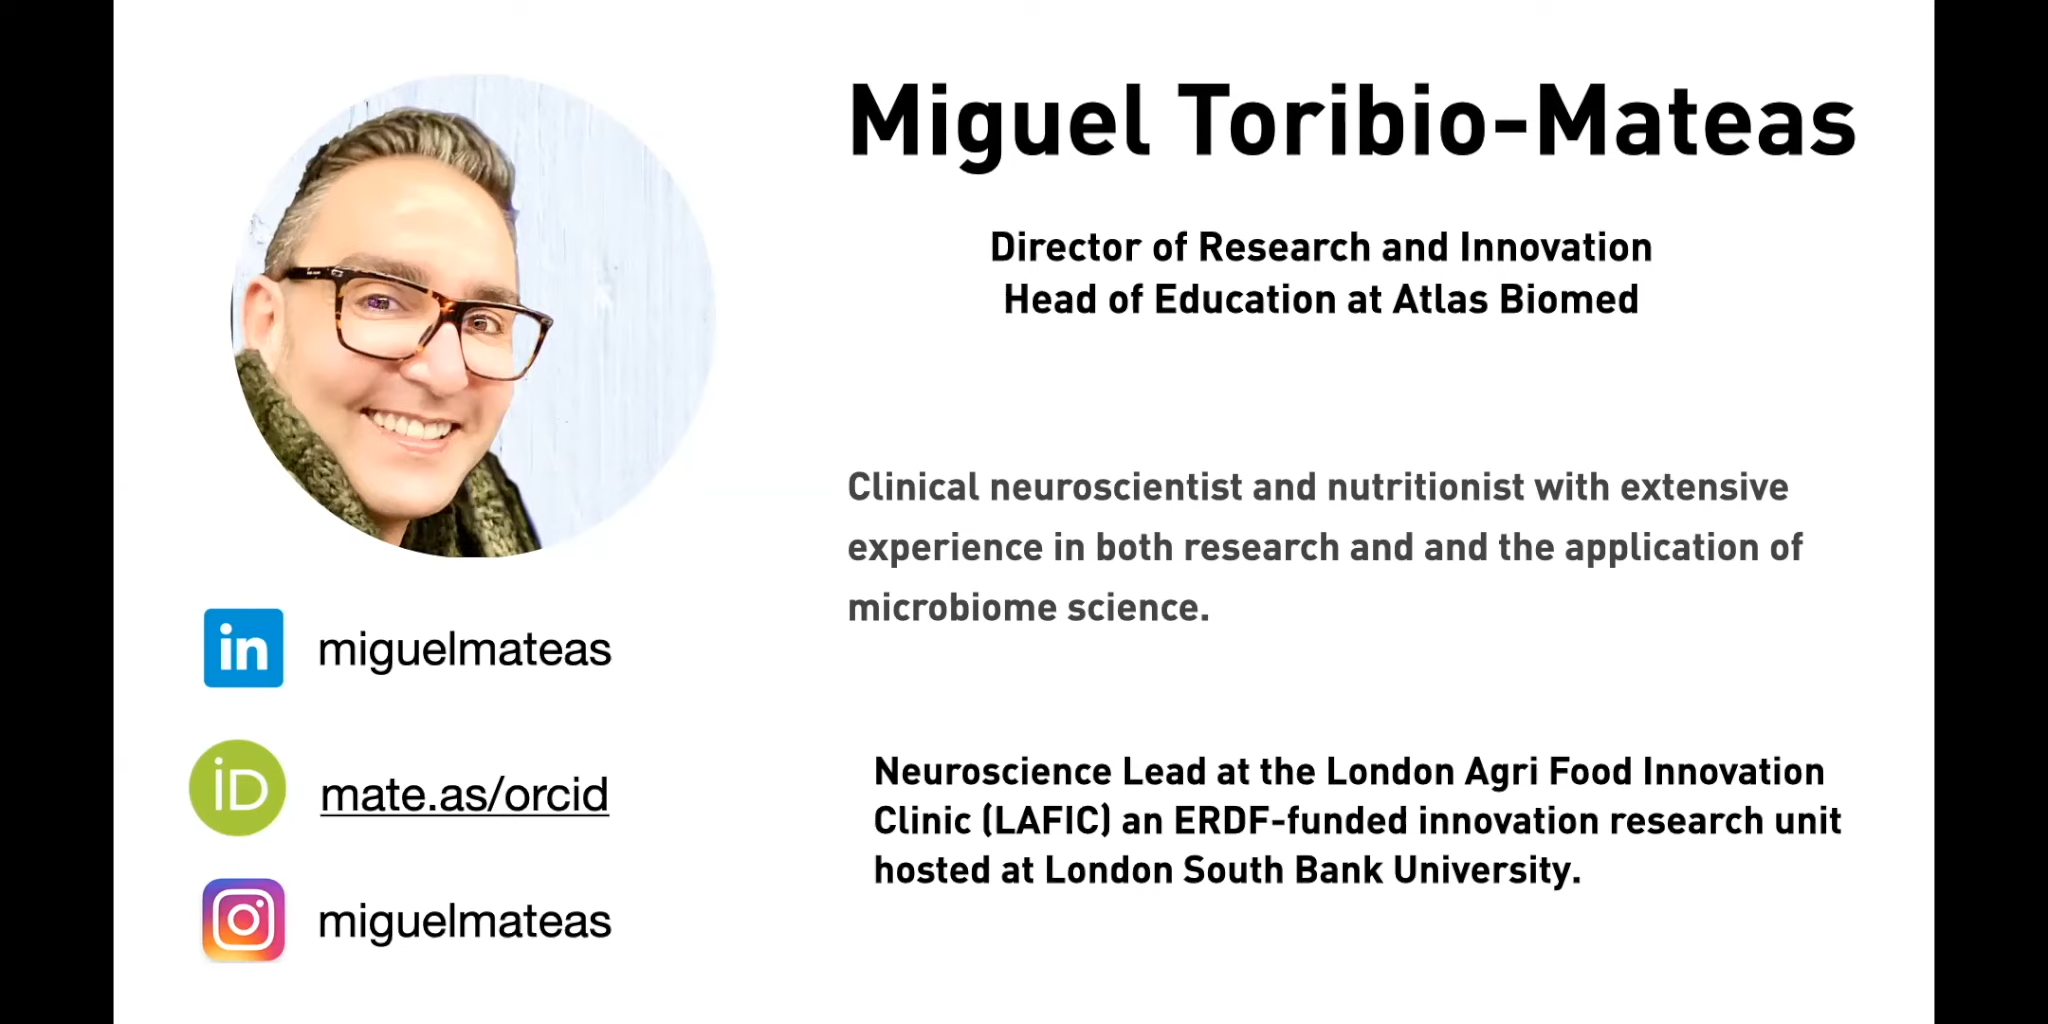 Miguel Toribio-Mateas
Director of Research and Innovation
Head of Education at Atlas Biomed
Clinical neuroscientist and nutritionist with extensive
experience in both research and and the application of
microbiome science.
Neuroscience Lead at the London Agri Food Innovation
Clinic (LAFIC) an ERDF-funded innovation research unit
hosted at London South Bank University.
in miguelmateas
iD mate.as/orcid
miguelmateas